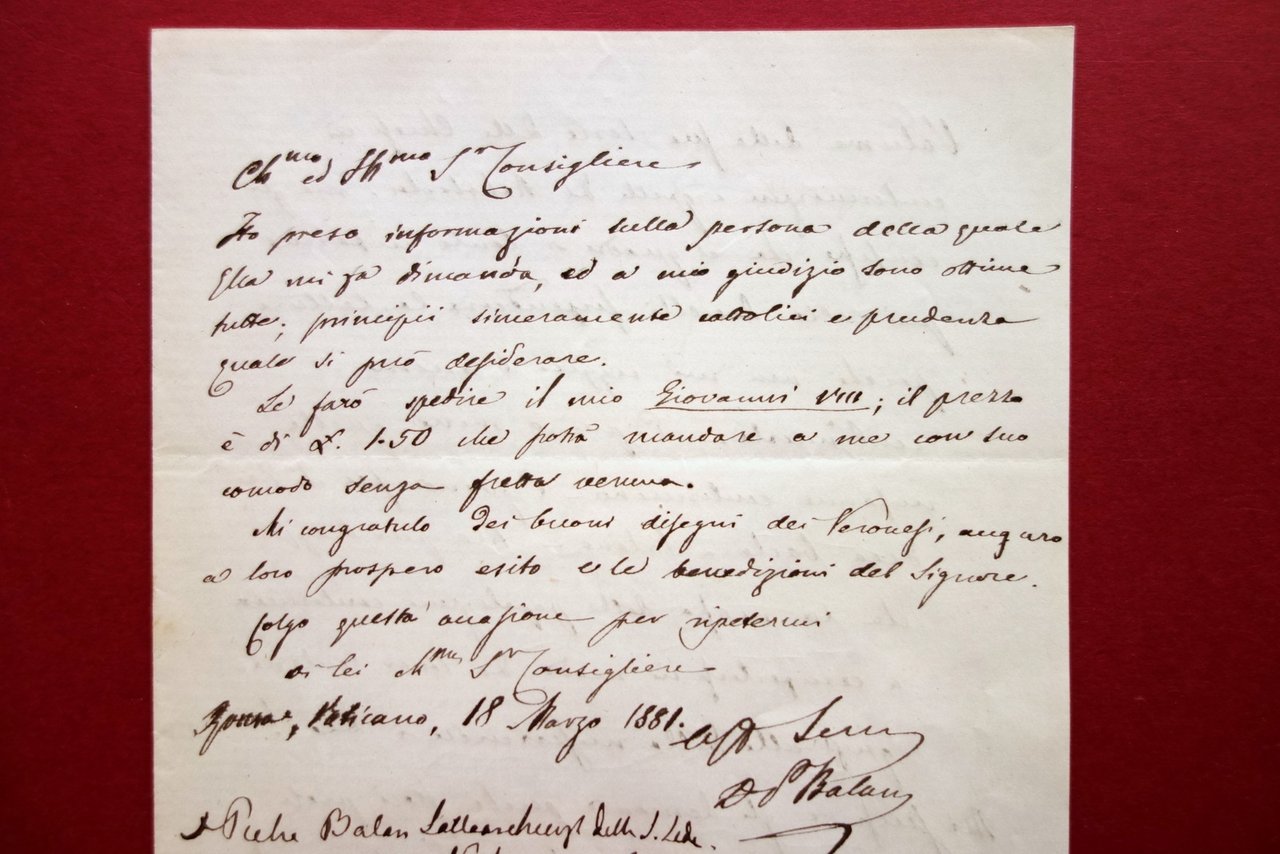 Ch.mo ed Ill.mo Sr Consigliere
Ho preso informazioni sulla persona della quale
Ella mi fa dimanda, ed a mio giudizio sono ottime
tutte; principii sinceramente cattolici e prudenza
quale si può desiderare.
Le farò spedire il mio Giovanni VIII; il prezzo
è di £. 1.50 che potrà mandare a me con suo
comodo senza fretta veruna.
Mi congratulo dei buoni disegni dei Veronesi, auguro
a loro prospero esito e le benedizioni del Signore.
Colgo questa occasione per ripetermi
di lei Ch.mo Sr Consigliere
Roma, Vaticano, 18 Marzo 1881.
Aff Serv
D P Balan
Pietro Balan della S. Sede.